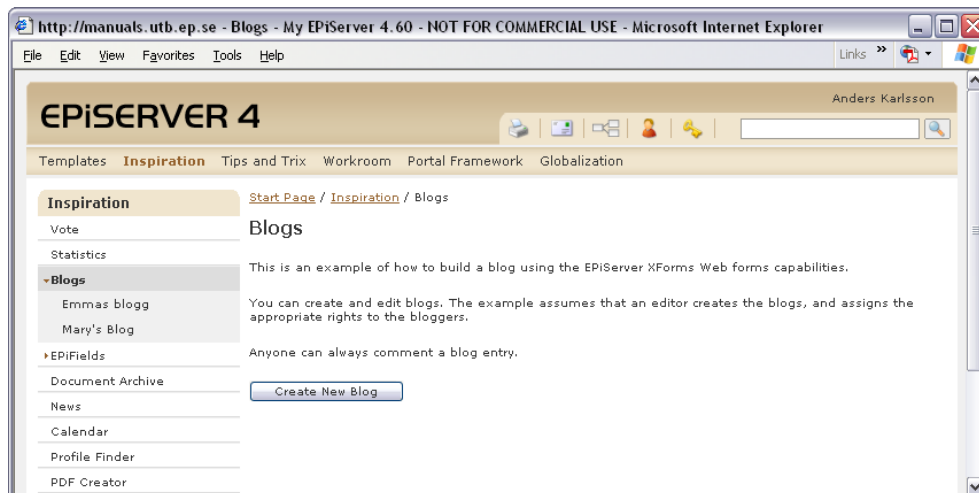 http://manuals.utb.ep.se - Blogs - My EPiServer 4.60 - NOT FOR COMMERCIAL USE - Microsoft Internet Explorer
File Edit View Favorites Tools Help Links »
Anders Karlsson
EPiSERVER 4
Templates Inspiration Tips and Trix Workroom Portal Framework Globalization
Inspiration
Vote
Statistics
Blogs
Emmas blogg
Mary's Blog
EPiFields
Document Archive
News
Calendar
Profile Finder
PDF Creator
Start Page / Inspiration / Blogs
Blogs
This is an example of how to build a blog using the EPiServer XForms Web forms capabilities.
You can create and edit blogs. The example assumes that an editor creates the blogs, and assigns the
appropriate rights to the bloggers.
Anyone can always comment a blog entry.
Create New Blog